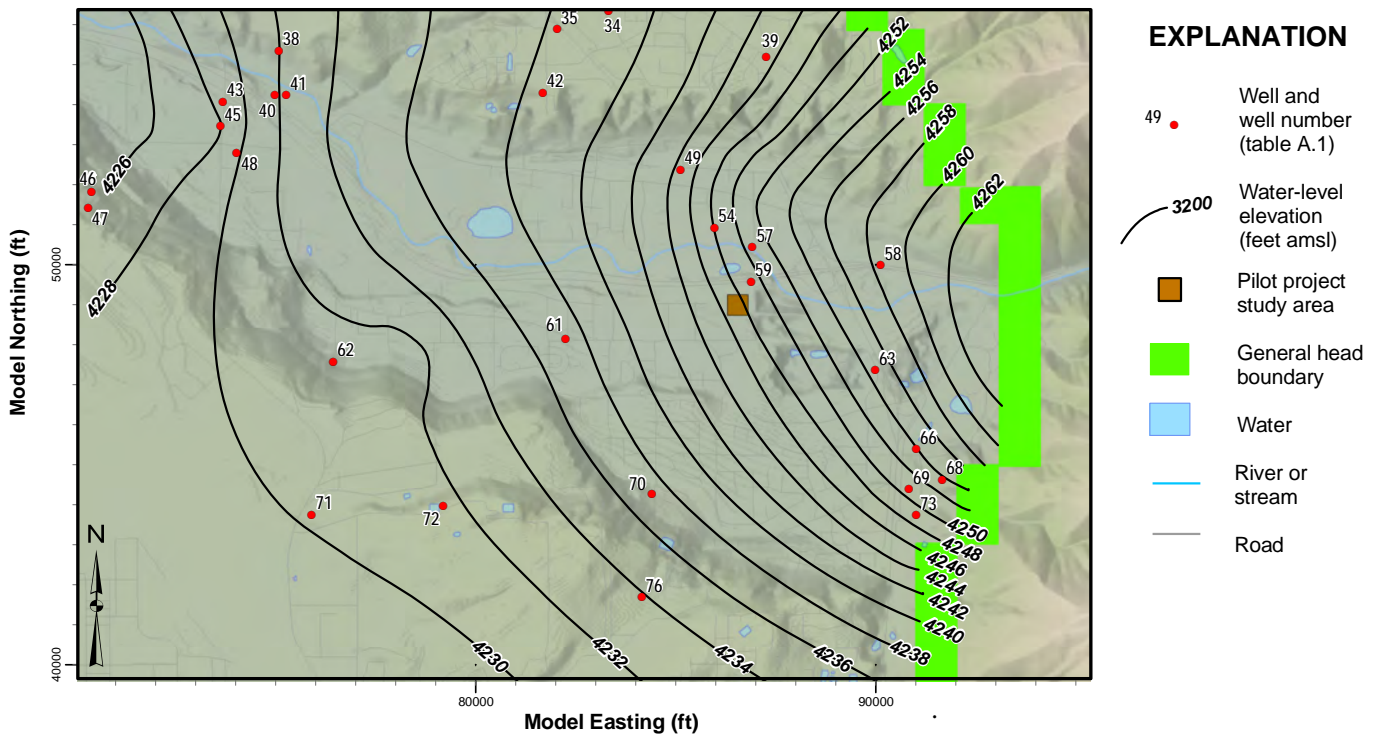 35
34
38
39
43
40
41
42
45
48
49
46
47
54
57
58
59
61
62
63
66
68
69
70
71
72
73
76
4226
4228
4230
4232
4234
4236
4238
4240
4242
4244
4246
4248
4250
4252
4254
4256
4258
4260
4262
N
50000
40000
80000
90000
Model Northing (ft)
Model Easting (ft)
EXPLANATION
49
Well and
well number
(table A.1)
3200
Water-level
elevation
(feet amsl)
Pilot project
study area
General head
boundary
Water
River or
stream
Road